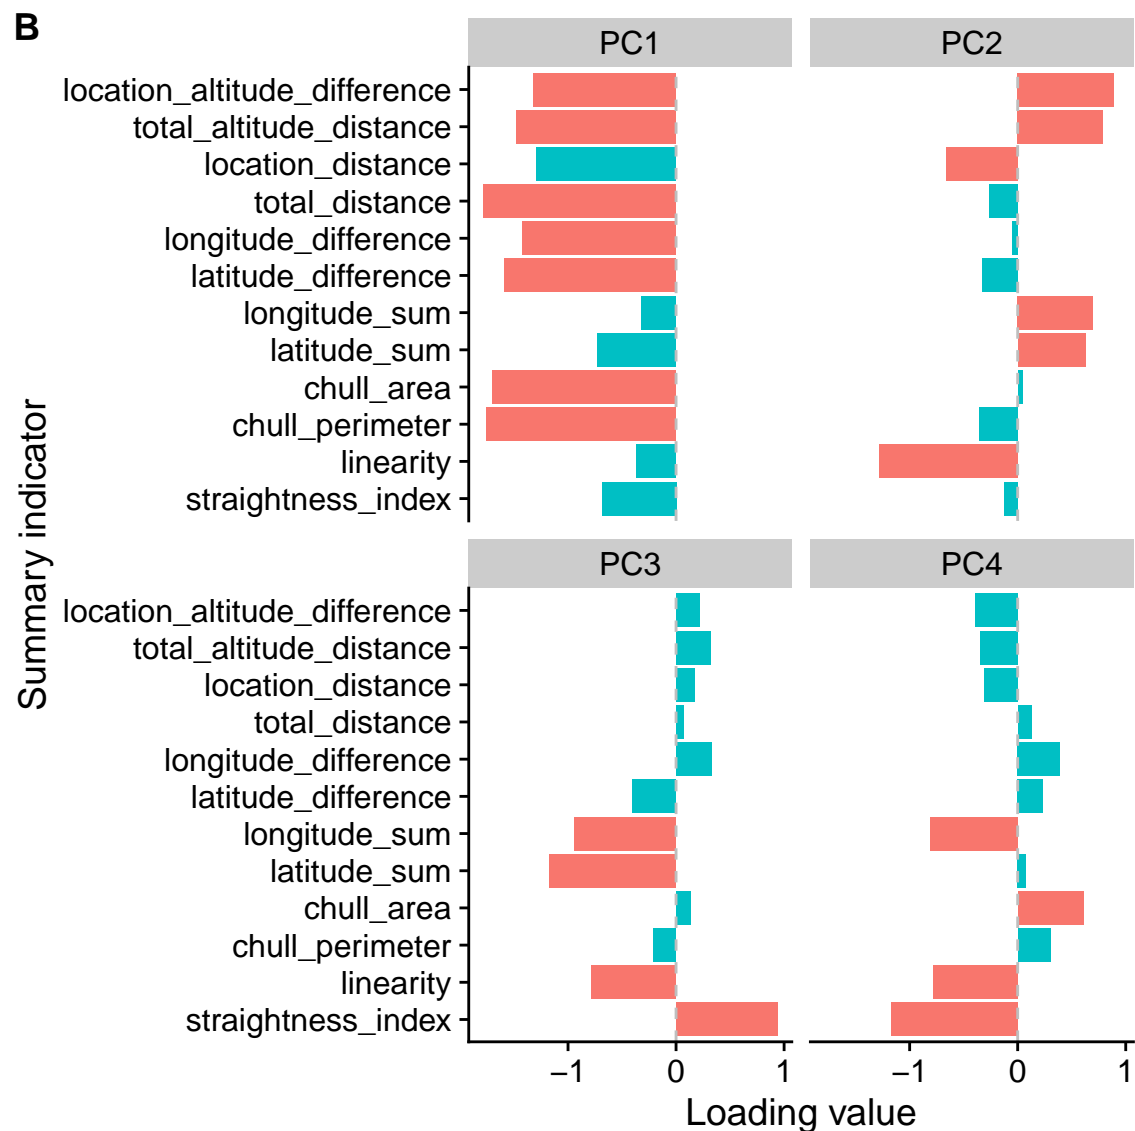 B
PC1
PC2
location_altitude_difference
total_altitude_distance
location_distance
total_distance
longitude_difference
latitude_difference
longitude_sum
latitude_sum
chull_area
chull_perimeter
linearity
straightness_index
Summary indicator
PC3
PC4
location_altitude_difference
total_altitude_distance
location_distance
total_distance
longitude_difference
latitude_difference
longitude_sum
latitude_sum
chull_area
chull_perimeter
linearity
straightness_index
−1 0 1 −1 0 1
Loading value